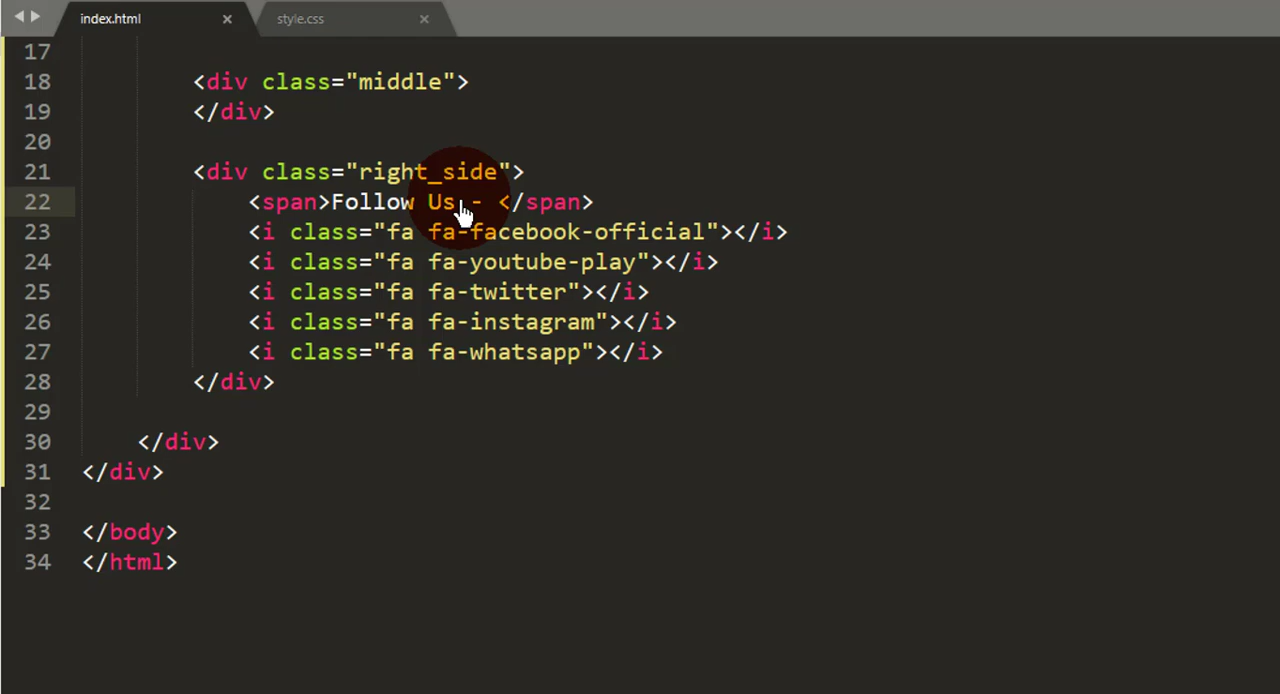 index.html × style.css ×
17
18 <div class="middle">
19 </div>
20
21 <div class="right_side">
22 <span>Follow Us - </span>
23 <i class="fa fa-facebook-official"></i>
24 <i class="fa fa-youtube-play"></i>
25 <i class="fa fa-twitter"></i>
26 <i class="fa fa-instagram"></i>
27 <i class="fa fa-whatsapp"></i>
28 </div>
29
30 </div>
31 </div>
32
33 </body>
34 </html>